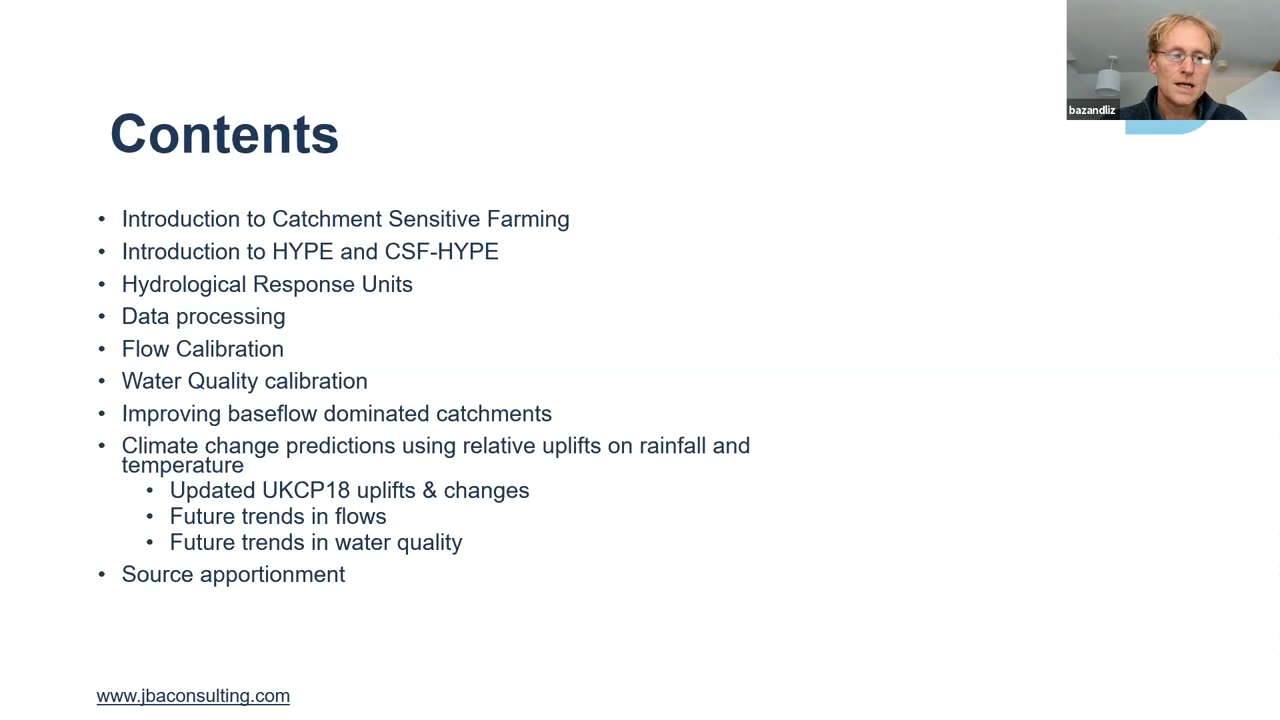 bazandliz
Contents
• Introduction to Catchment Sensitive Farming
• Introduction to HYPE and CSF-HYPE
• Hydrological Response Units
• Data processing
• Flow Calibration
• Water Quality calibration
• Improving baseflow dominated catchments
• Climate change predictions using relative uplifts on rainfall and
temperature
• Updated UKCP18 uplifts & changes
• Future trends in flows
• Future trends in water quality
• Source apportionment
www.jbaconsulting.com